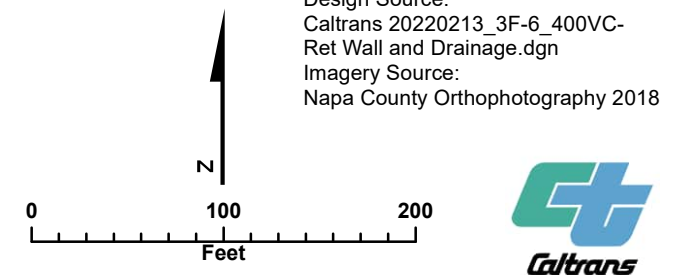 Design Source:
Caltrans 20220213_3F-6_400VC-
Ret Wall and Drainage.dgn
Imagery Source:
Napa County Orthophotography 2018
N
0 100 200
Feet
Caltrans